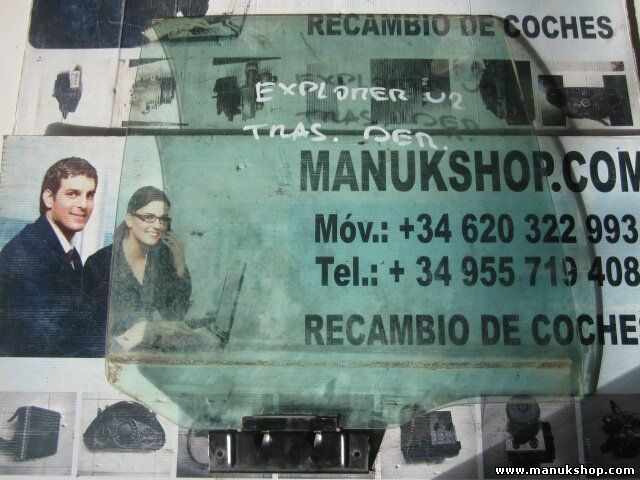 RECAMBIO DE COCHES
EXPLORER U2
TRAS. DER.
MANUKSHOP.COM
Móv.: +34 620 322 993
Tel.: + 34 955 719 408
RECAMBIO DE COCHES
www.manukshop.com